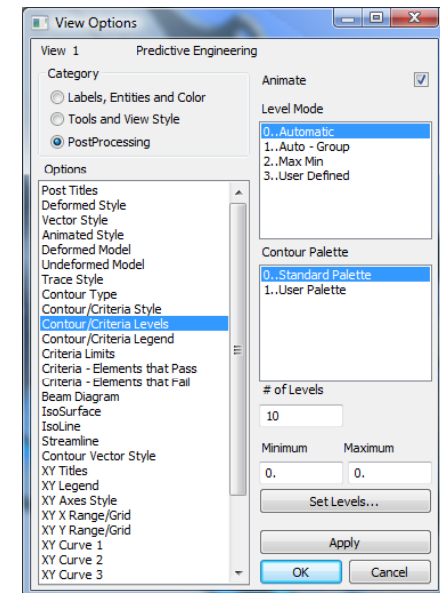 View Options
View 1 Predictive Engineering
Category
Labels, Entities and Color
Tools and View Style
PostProcessing
Options
Post Titles
Deformed Style
Vector Style
Animated Style
Deformed Model
Undeformed Model
Trace Style
Contour Type
Contour/Criteria Style
Contour/Criteria Levels
Contour/Criteria Legend
Criteria Limits
Criteria - Elements that Pass
Criteria - Elements that Fail
Beam Diagram
IsoSurface
IsoLine
Streamline
Contour Vector Style
XY Titles
XY Legend
XY Axes Style
XY X Range/Grid
XY Y Range/Grid
XY Curve 1
XY Curve 2
XY Curve 3
Animate
Level Mode
0..Automatic
1..Auto - Group
2..Max Min
3..User Defined
Contour Palette
0..Standard Palette
1..User Palette
# of Levels
10
Minimum Maximum
0. 0.
Set Levels...
Apply
OK Cancel